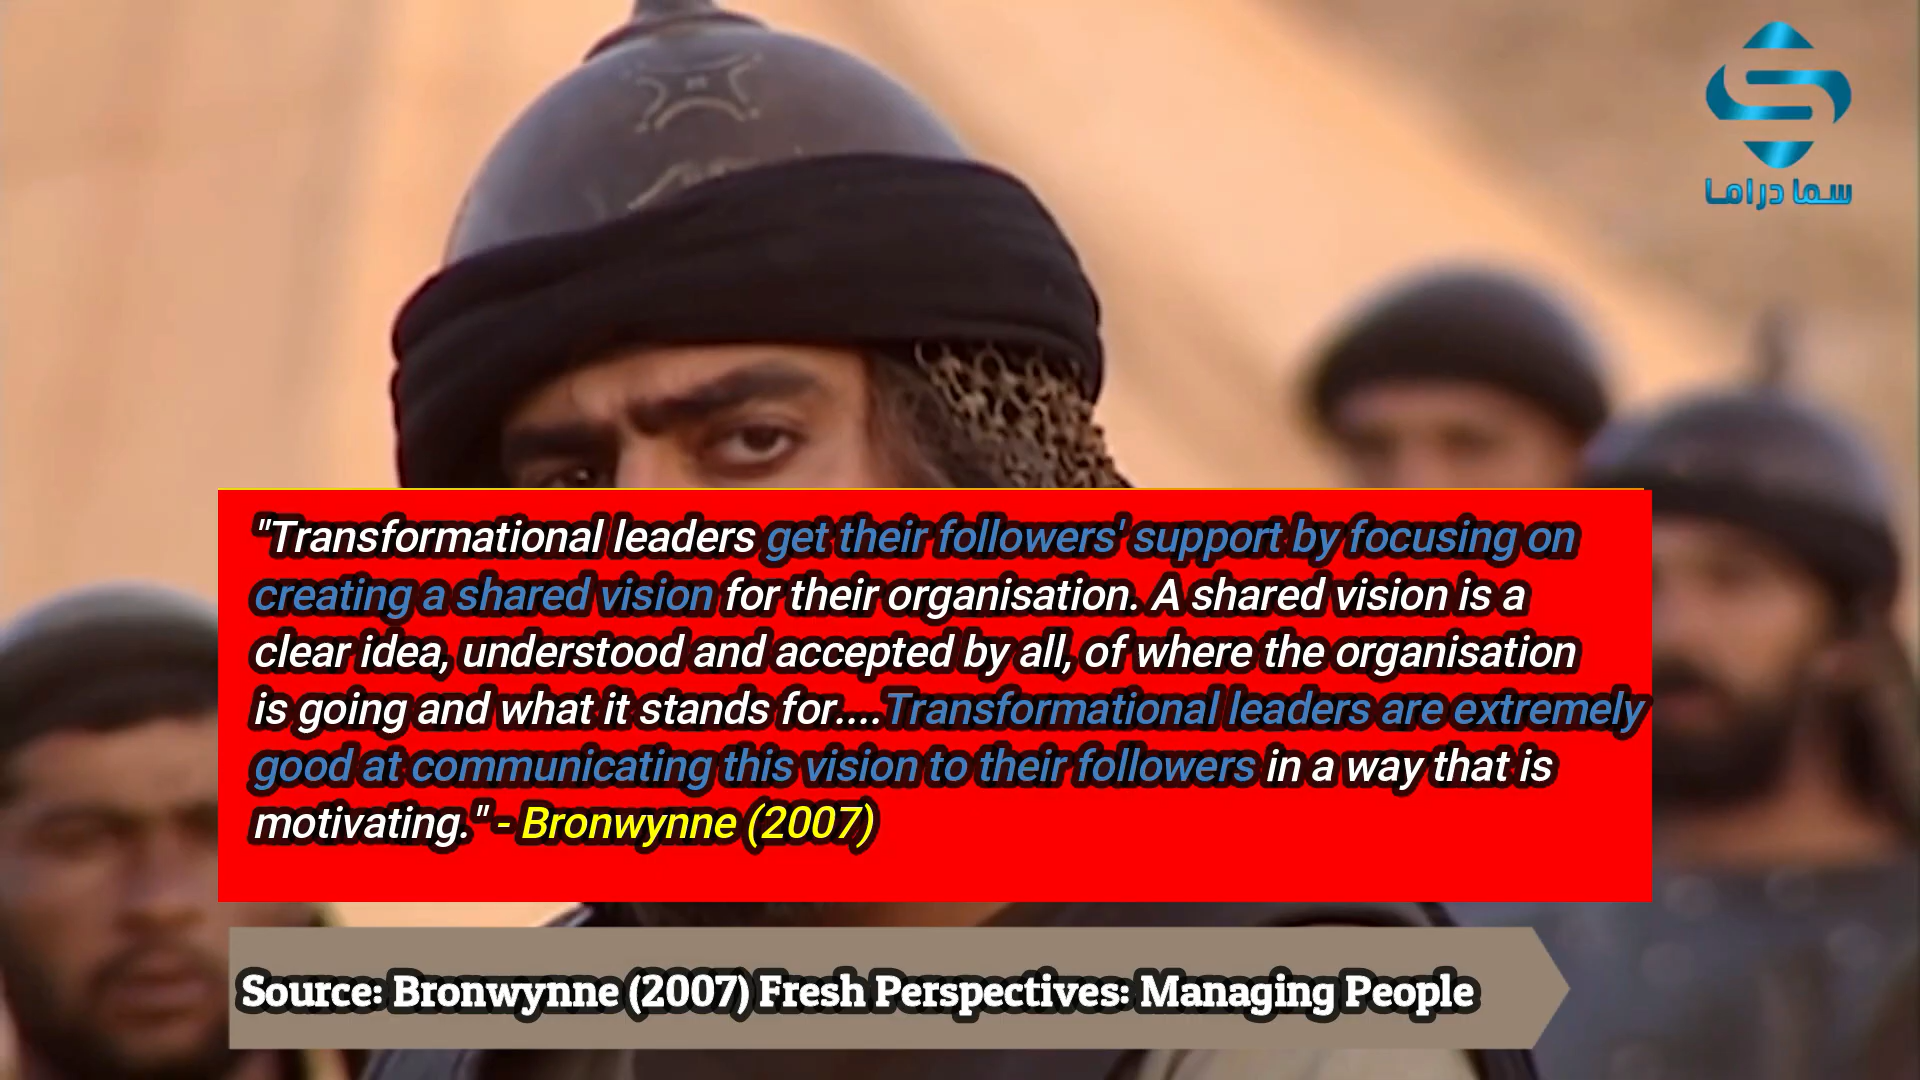 سما دراما
"Transformational leaders get their followers' support by focusing on
creating a shared vision for their organisation. A shared vision is a
clear idea, understood and accepted by all, of where the organisation
is going and what it stands for....Transformational leaders are extremely
good at communicating this vision to their followers in a way that is
motivating." - Bronwynne (2007)
Source: Bronwynne (2007) Fresh Perspectives: Managing People